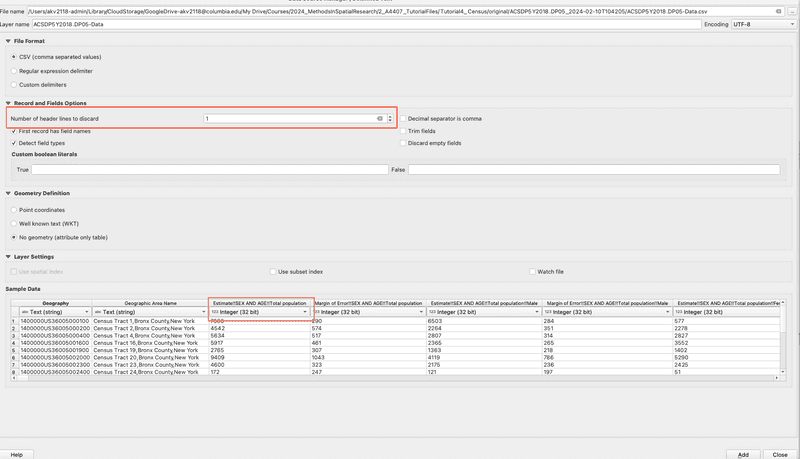 File name /Users/akv2118-admin/Library/CloudStorage/GoogleDrive-akv2118@columbia.edu/My Drive/Courses/2024_MethodsInSpatialResearch/2_A4407_TutorialFiles/Tutorial4_Census/original/ACSDP5Y2018.DP05_2024-02-10T104205/ACSDP5Y2018.DP05-Data.csv
Layer name ACSDP5Y2018.DP05-Data Encoding UTF-8
File Format
CSV (comma separated values)
Regular expression delimiter
Custom delimiters
Record and Fields Options
Number of header lines to discard 1 Decimal separator is comma
First record has field names Trim fields
Detect field types Discard empty fields
Custom boolean literals
True False
Geometry Definition
Point coordinates
Well known text (WKT)
No geometry (attribute only table)
Layer Settings
Use spatial index Use subset index Watch file
Sample Data
Geography Geographic Area Name Estimate!!SEX AND AGE!!Total population Margin of Error!!SEX AND AGE!!Total population Estimate!!SEX AND AGE!!Total population!!Male Margin of Error!!SEX AND AGE!!Total population!!Male Estimate!!SEX AND AGE!!Total population!!Fe
abc Text (string) abc Text (string) 123 Integer (32 bit) 123 Integer (32 bit) 123 Integer (32 bit) 123 Integer (32 bit) 123 Integer (32 bit)
1 1400000US36005000100 Census Tract 1,Bronx County,New York 6503 284 577
2 1400000US36005000200 Census Tract 2,Bronx County,New York 4542 574 2264 351 2278
3 1400000US36005000400 Census Tract 4,Bronx County,New York 5634 517 2807 314 2827
4 1400000US36005001600 Census Tract 16,Bronx County,New York 5917 461 2365 265 3552
5 1400000US36005001900 Census Tract 19,Bronx County,New York 2765 307 1363 218 1402
6 1400000US36005002000 Census Tract 20,Bronx County,New York 9409 1043 4119 766 5290
7 1400000US36005002300 Census Tract 23,Bronx County,New York 4600 323 2175 236 2425
8 1400000US36005002400 Census Tract 24,Bronx County,New York 172 247 121 197 51
Help Add Close